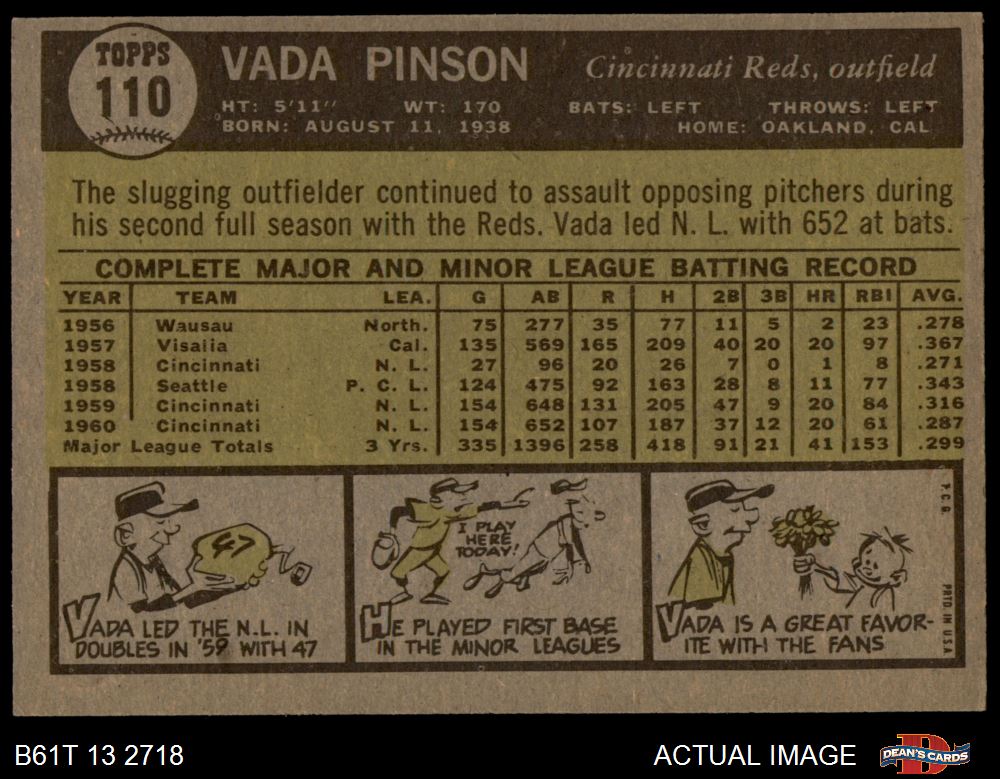 TOPPS
110
VADA PINSON
Cincinnati Reds, outfield
HT: 5'11" WT: 170 BATS: LEFT THROWS: LEFT
BORN: AUGUST 11, 1938 HOME: OAKLAND, CAL
The slugging outfielder continued to assault opposing pitchers during
his second full season with the Reds. Vada led N. L. with 652 at bats.
COMPLETE MAJOR AND MINOR LEAGUE BATTING RECORD
YEAR TEAM LEA. G AB R H 2B 3B HR RBI AVG.
1956 Wausau North. 75 277 35 77 11 5 2 23 .278
1957 Visalia Cal. 135 569 165 209 40 20 20 97 .367
1958 Cincinnati N. L. 27 96 20 26 7 0 1 8 .271
1958 Seattle P. C. L. 124 475 92 163 28 8 11 77 .343
1959 Cincinnati N. L. 154 648 131 205 47 9 20 84 .316
1960 Cincinnati N. L. 154 652 107 187 37 12 20 61 .287
Major League Totals 3 Yrs. 335 1396 258 418 91 21 41 153 .299
47
VADA LED THE N.L. IN
DOUBLES IN '59 WITH 47
I PLAY
HERE
TODAY!
HE PLAYED FIRST BASE
IN THE MINOR LEAGUES
VADA IS A GREAT FAVOR-
ITE WITH THE FANS
T.C.G. PRTD. IN U.S.A.
B61T 13 2718
ACTUAL IMAGE
DEAN'S CARDS